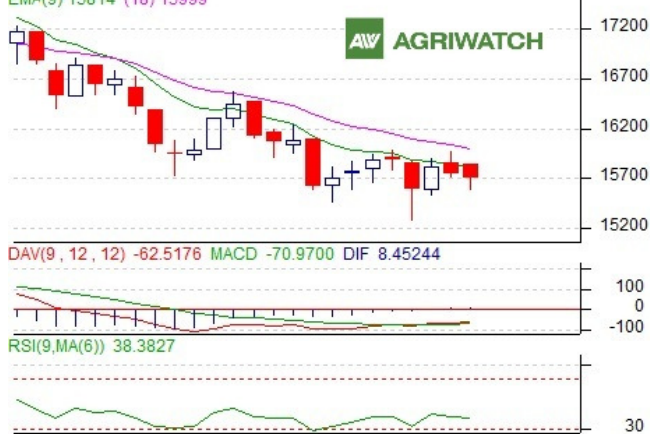 EMA(9) 15814 (18) 15999
AW AGRIWATCH
17200
16700
16200
15700
15200
DAV(9 , 12 , 12) -62.5176 MACD -70.9700 DIF 8.45244
100
0
-100
RSI(9,MA(6)) 38.3827
30